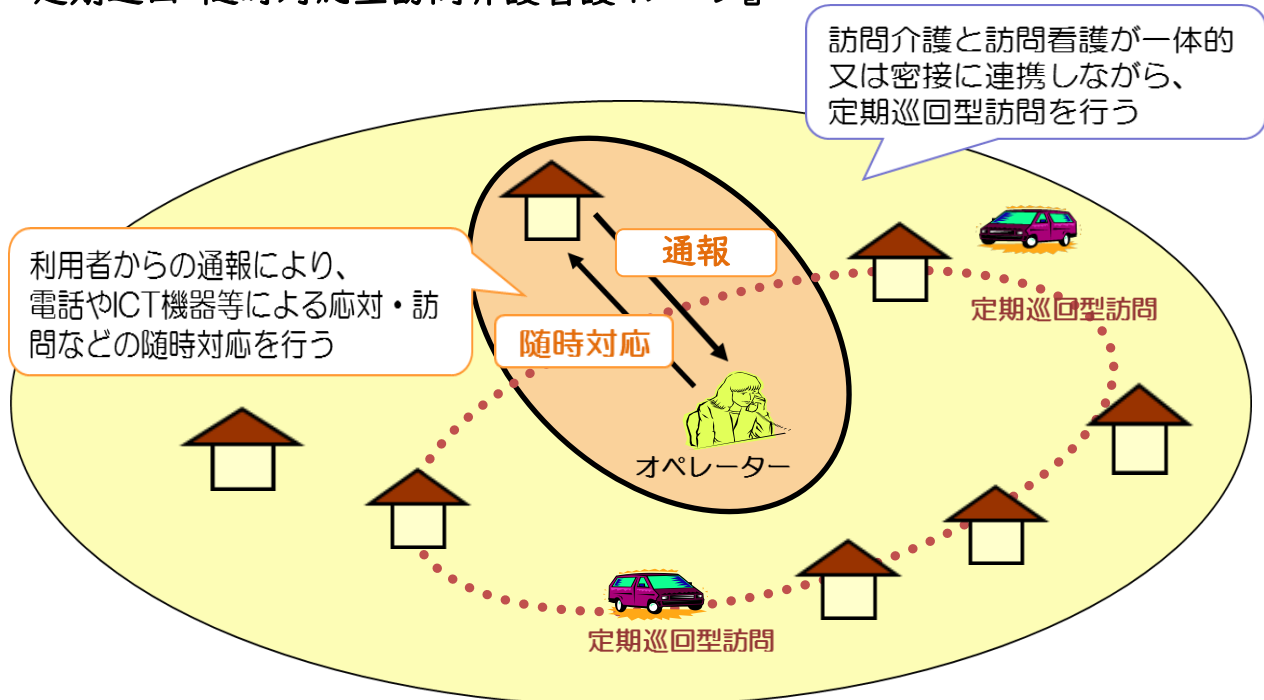 訪問介護と訪問看護が一体的
又は密接に連携しながら、
定期巡回型訪問を行う
利用者からの通報により、
電話やICT機器等による応対・訪
問などの随時対応を行う
通報
随時対応
定期巡回型訪問
オペレーター
定期巡回型訪問